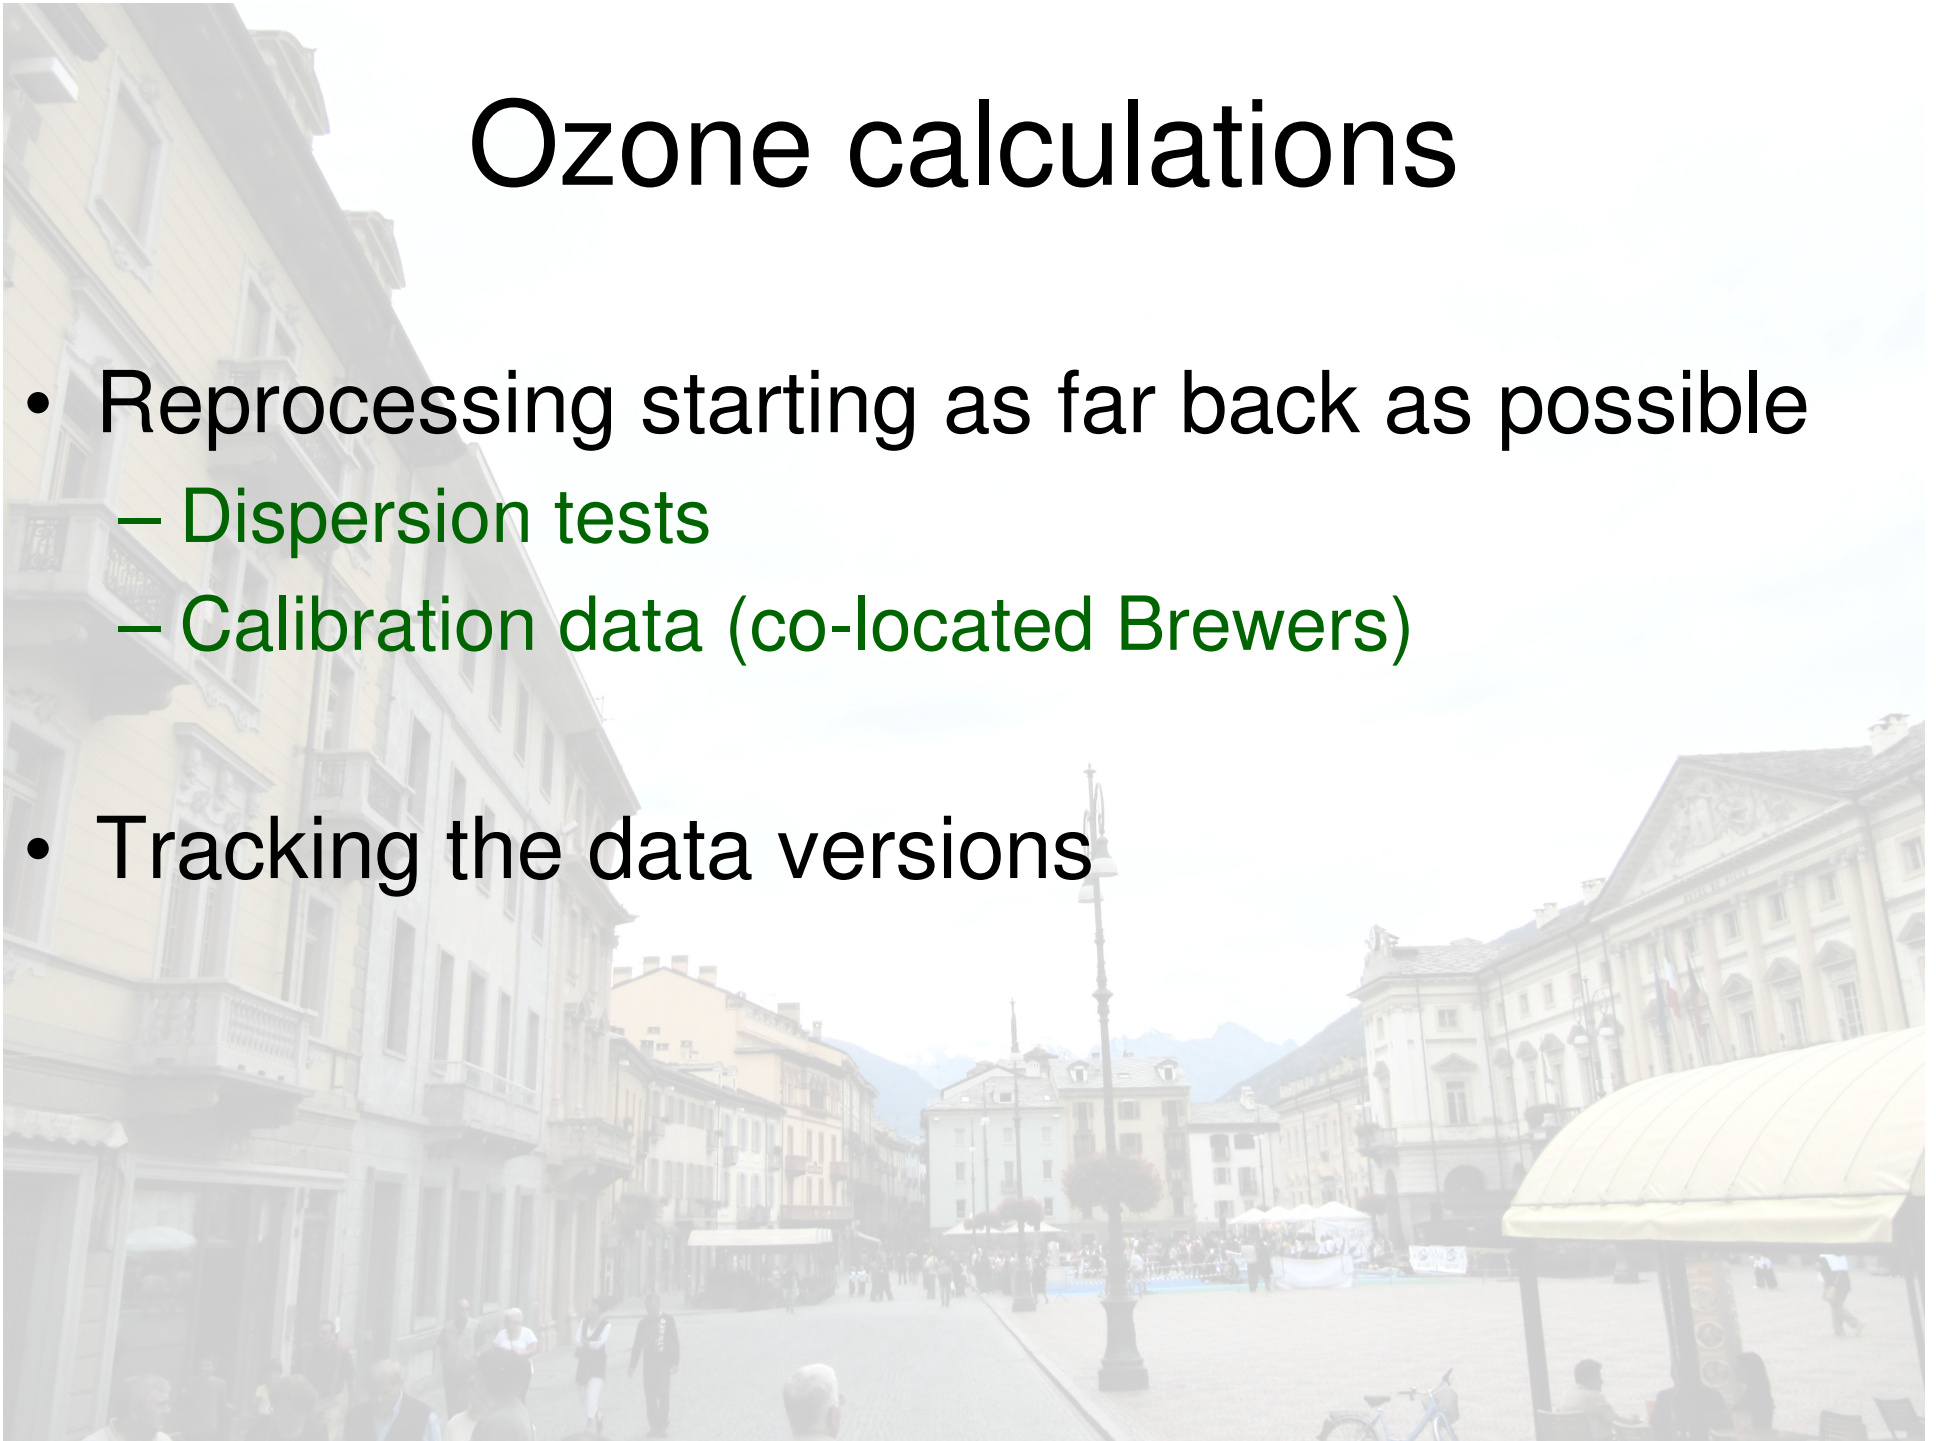 Ozone calculations
• Reprocessing starting as far back as possible
– Dispersion tests
– Calibration data (co-located Brewers)
• Tracking the data versions